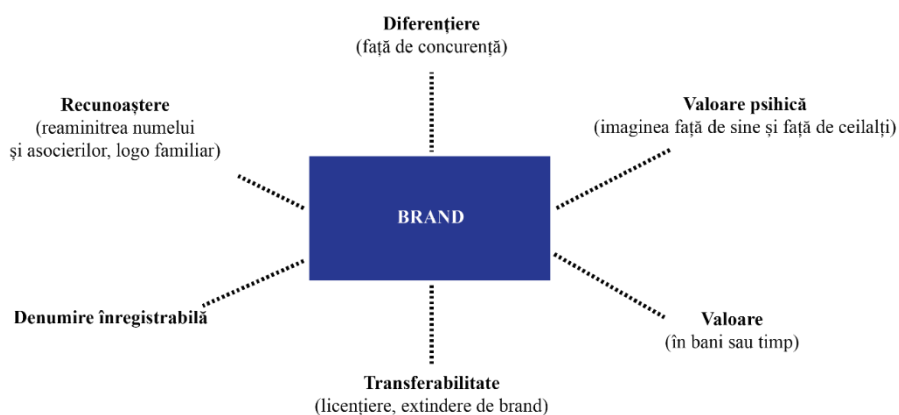 Diferențiere
(față de concurență)
Recunoaștere
(reaminitrea numelui
și asocierilor, logo familiar)
Valoare psihică
(imaginea față de sine și față de ceilalți)
BRAND
Denumire înregistrabilă
Valoare
(în bani sau timp)
Transferabilitate
(licențiere, extindere de brand)